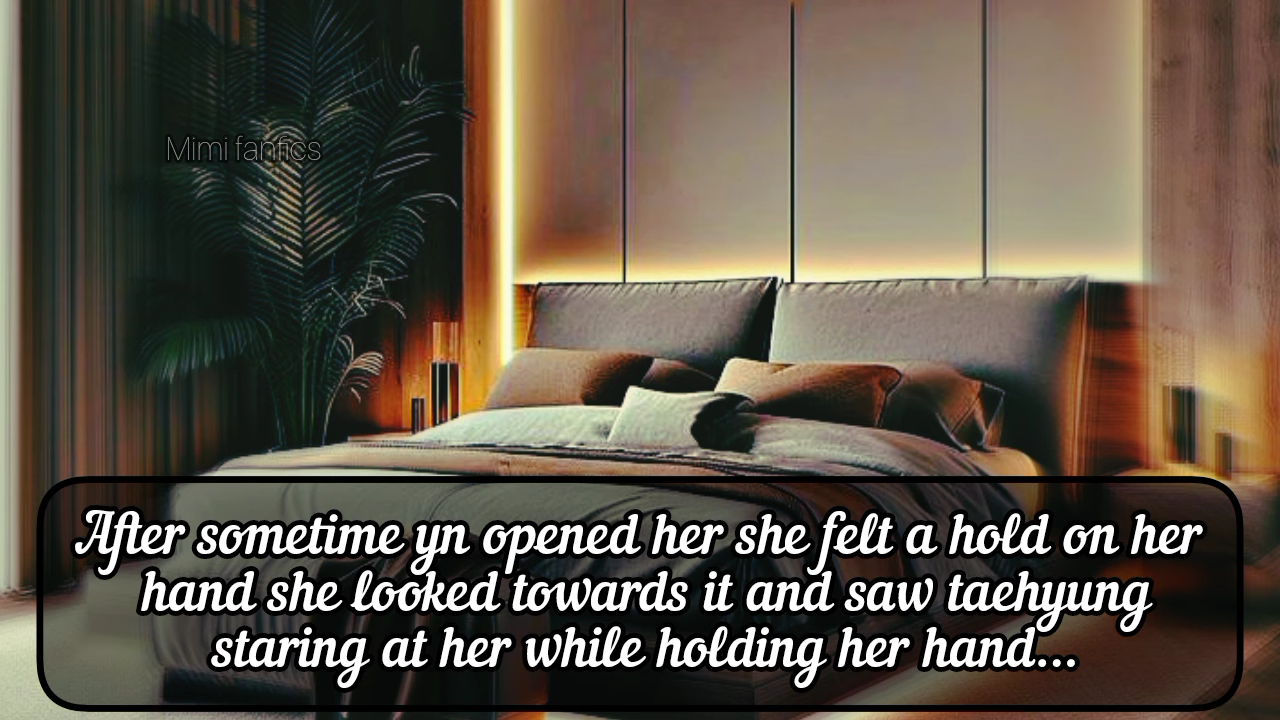 Mimi fanfics
After sometime yn opened her she felt a hold on her
hand she looked towards it and saw taehyung
staring at her while holding her hand...